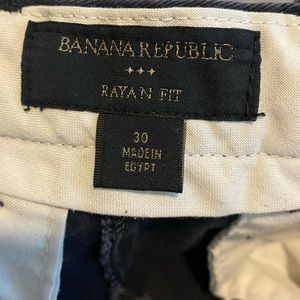 BANANA REPUBLIC
RAYAN FIT
30
MADE IN
EGYPT